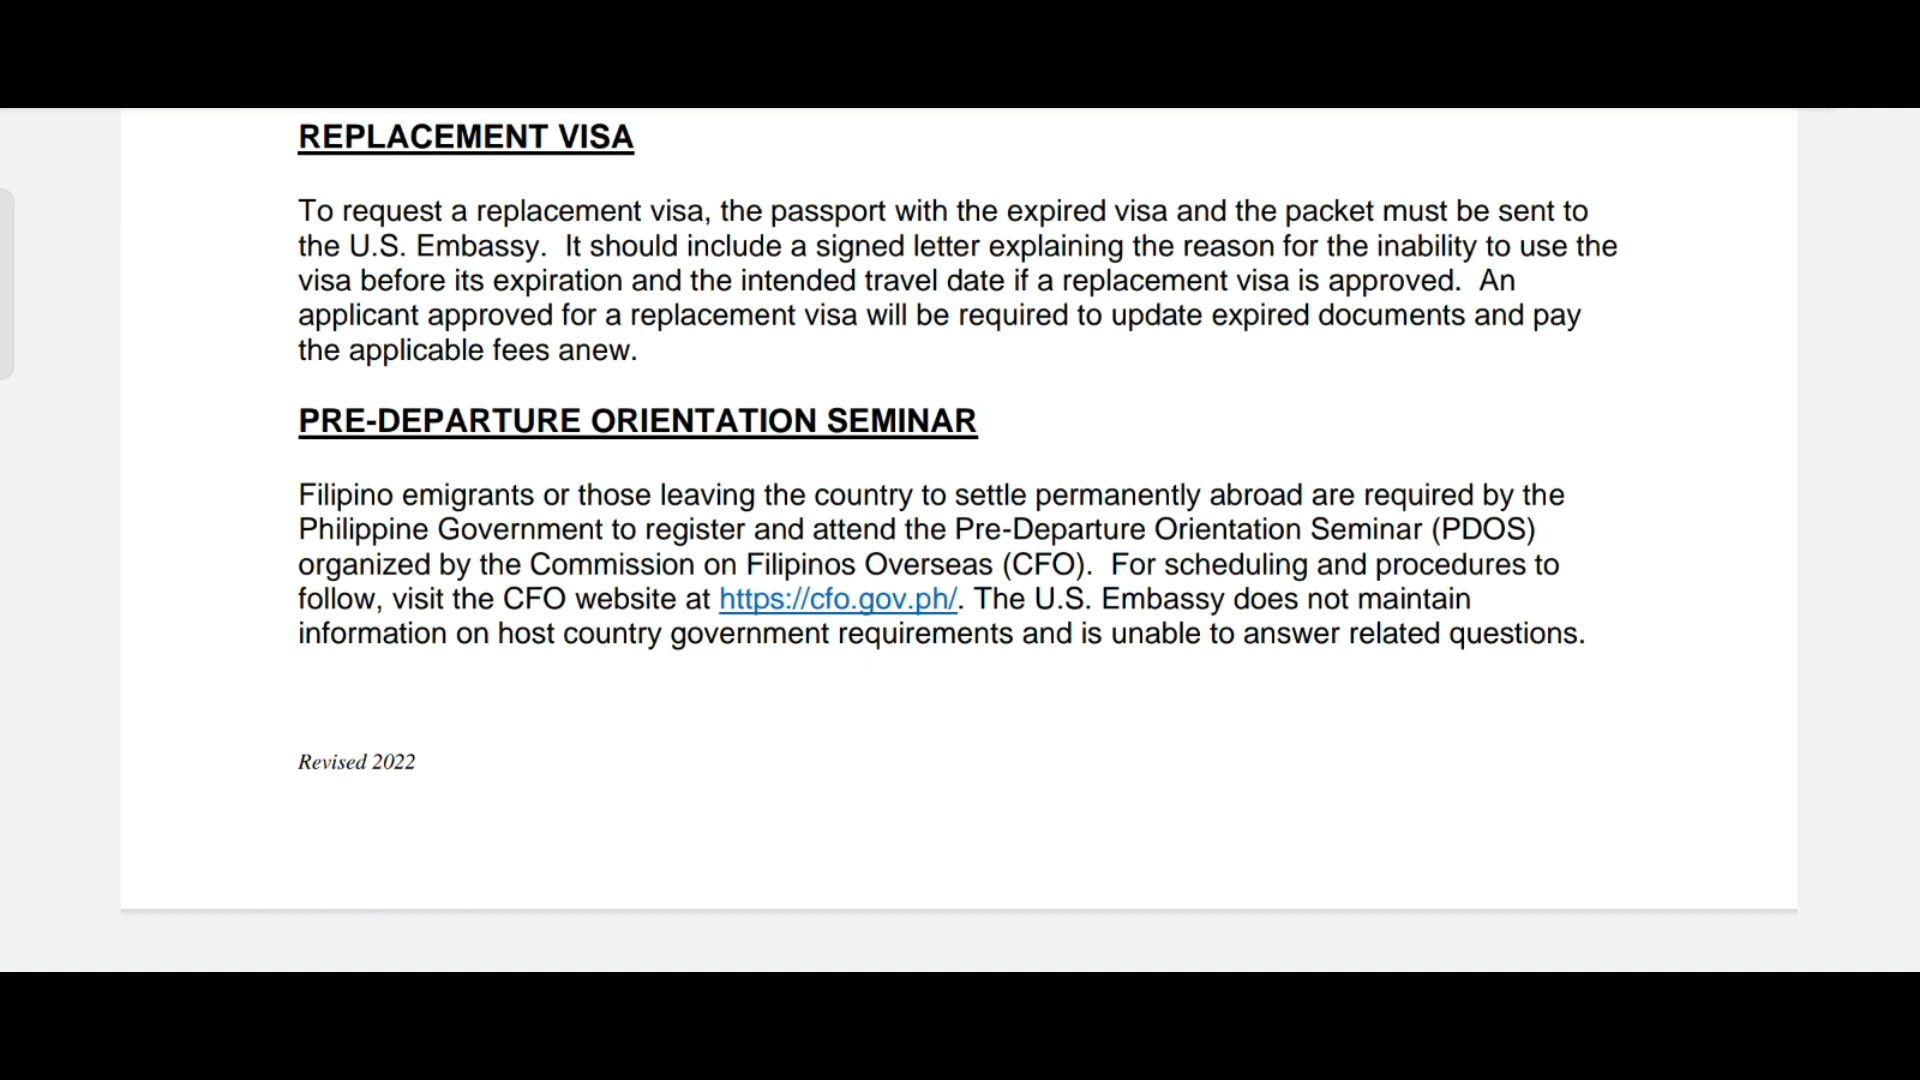 REPLACEMENT VISA
To request a replacement visa, the passport with the expired visa and the packet must be sent to
the U.S. Embassy.  It should include a signed letter explaining the reason for the inability to use the
visa before its expiration and the intended travel date if a replacement visa is approved.  An
applicant approved for a replacement visa will be required to update expired documents and pay
the applicable fees anew.
PRE-DEPARTURE ORIENTATION SEMINAR
Filipino emigrants or those leaving the country to settle permanently abroad are required by the
Philippine Government to register and attend the Pre-Departure Orientation Seminar (PDOS)
organized by the Commission on Filipinos Overseas (CFO).  For scheduling and procedures to
follow, visit the CFO website at https://cfo.gov.ph/. The U.S. Embassy does not maintain
information on host country government requirements and is unable to answer related questions.
Revised 2022